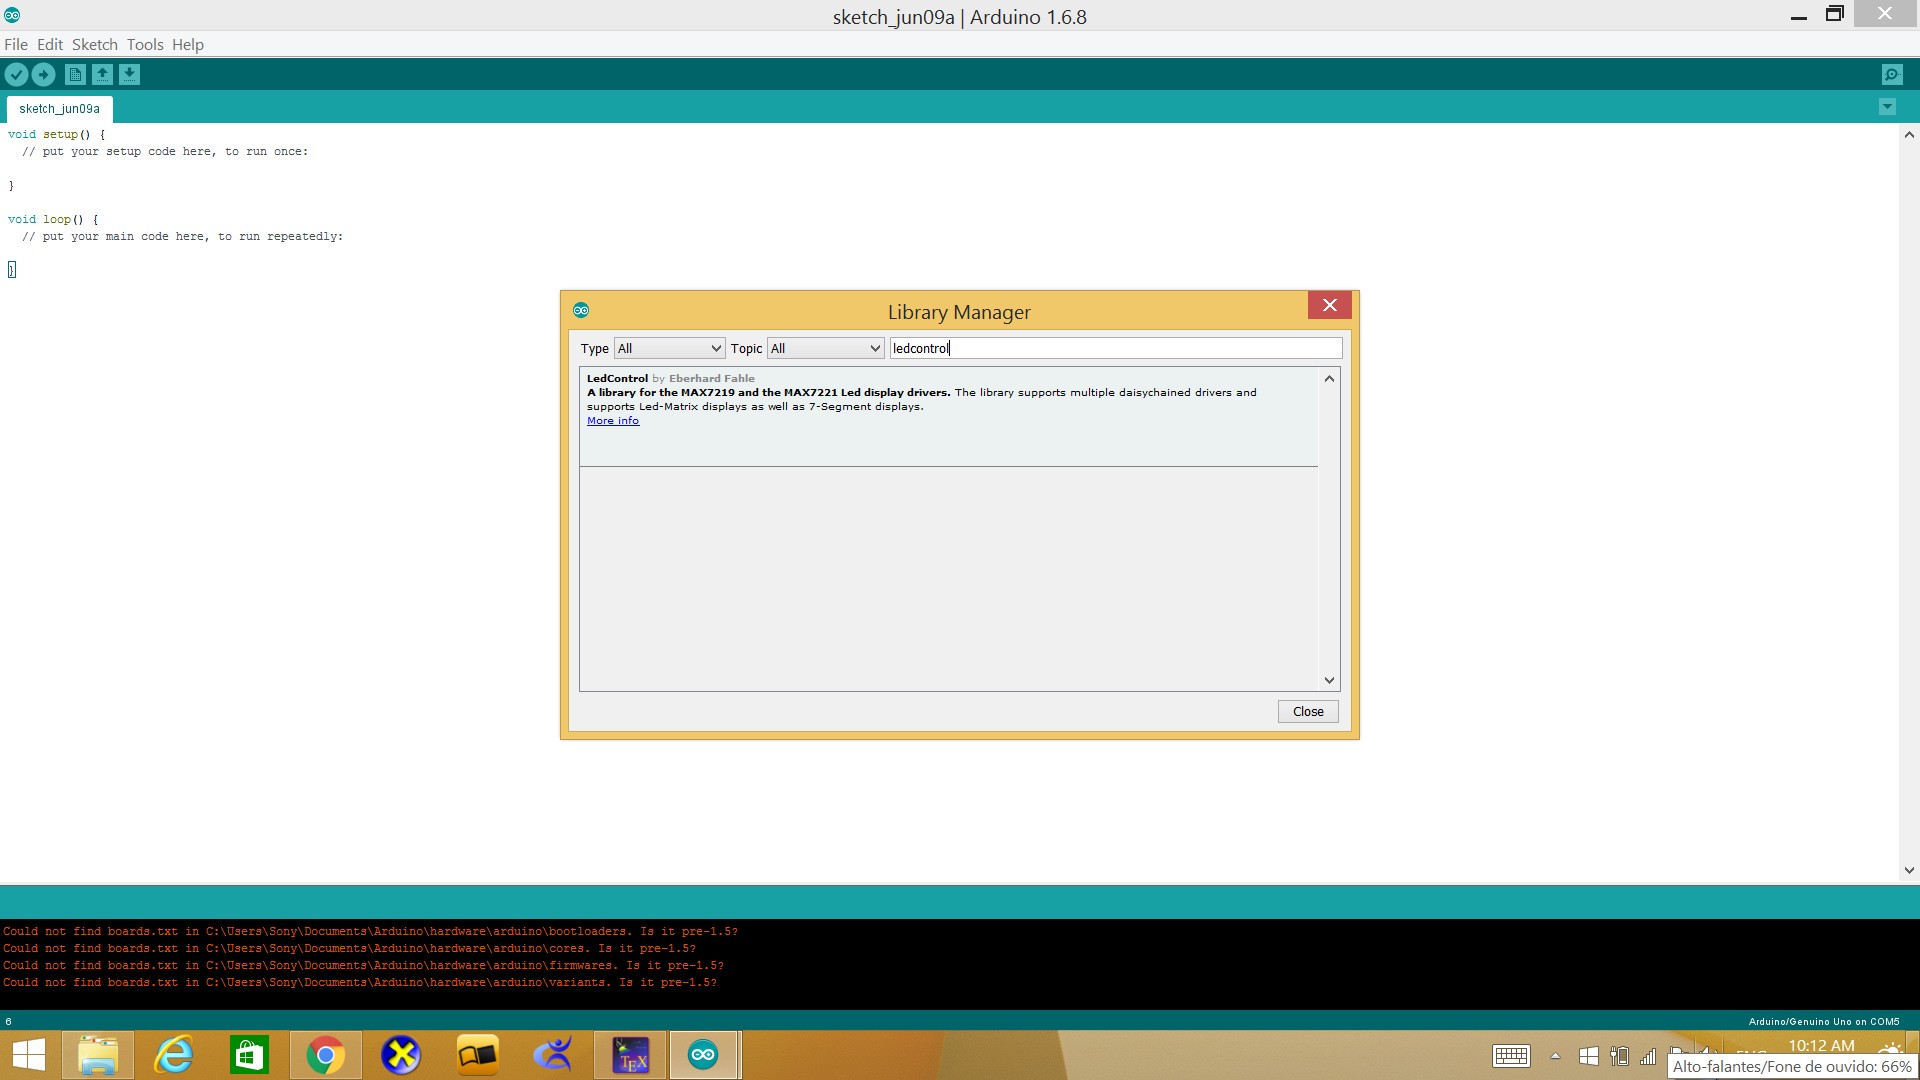 sketch_jun09a | Arduino 1.6.8
File Edit Sketch Tools Help
sketch_jun09a
void setup() {
// put your setup code here, to run once:
}
void loop() {
// put your main code here, to run repeatedly:
}
Library Manager
Type All Topic All ledcontrol
LedControl by Eberhard Fahle
A library for the MAX7219 and the MAX7221 Led display drivers. The library supports multiple daisychained drivers and
supports Led-Matrix displays as well as 7-Segment displays.
More info
Close
Could not find boards.txt in C:\Users\Sony\Documents\Arduino\hardware\arduino\bootloaders. Is it pre-1.5?
Could not find boards.txt in C:\Users\Sony\Documents\Arduino\hardware\arduino\cores. Is it pre-1.5?
Could not find boards.txt in C:\Users\Sony\Documents\Arduino\hardware\arduino\firmwares. Is it pre-1.5?
Could not find boards.txt in C:\Users\Sony\Documents\Arduino\hardware\arduino\variants. Is it pre-1.5?
6
Arduino/Genuino Uno on COM5
TEX
10:12 AM
Alto-falantes/Fone de ouvido: 66%